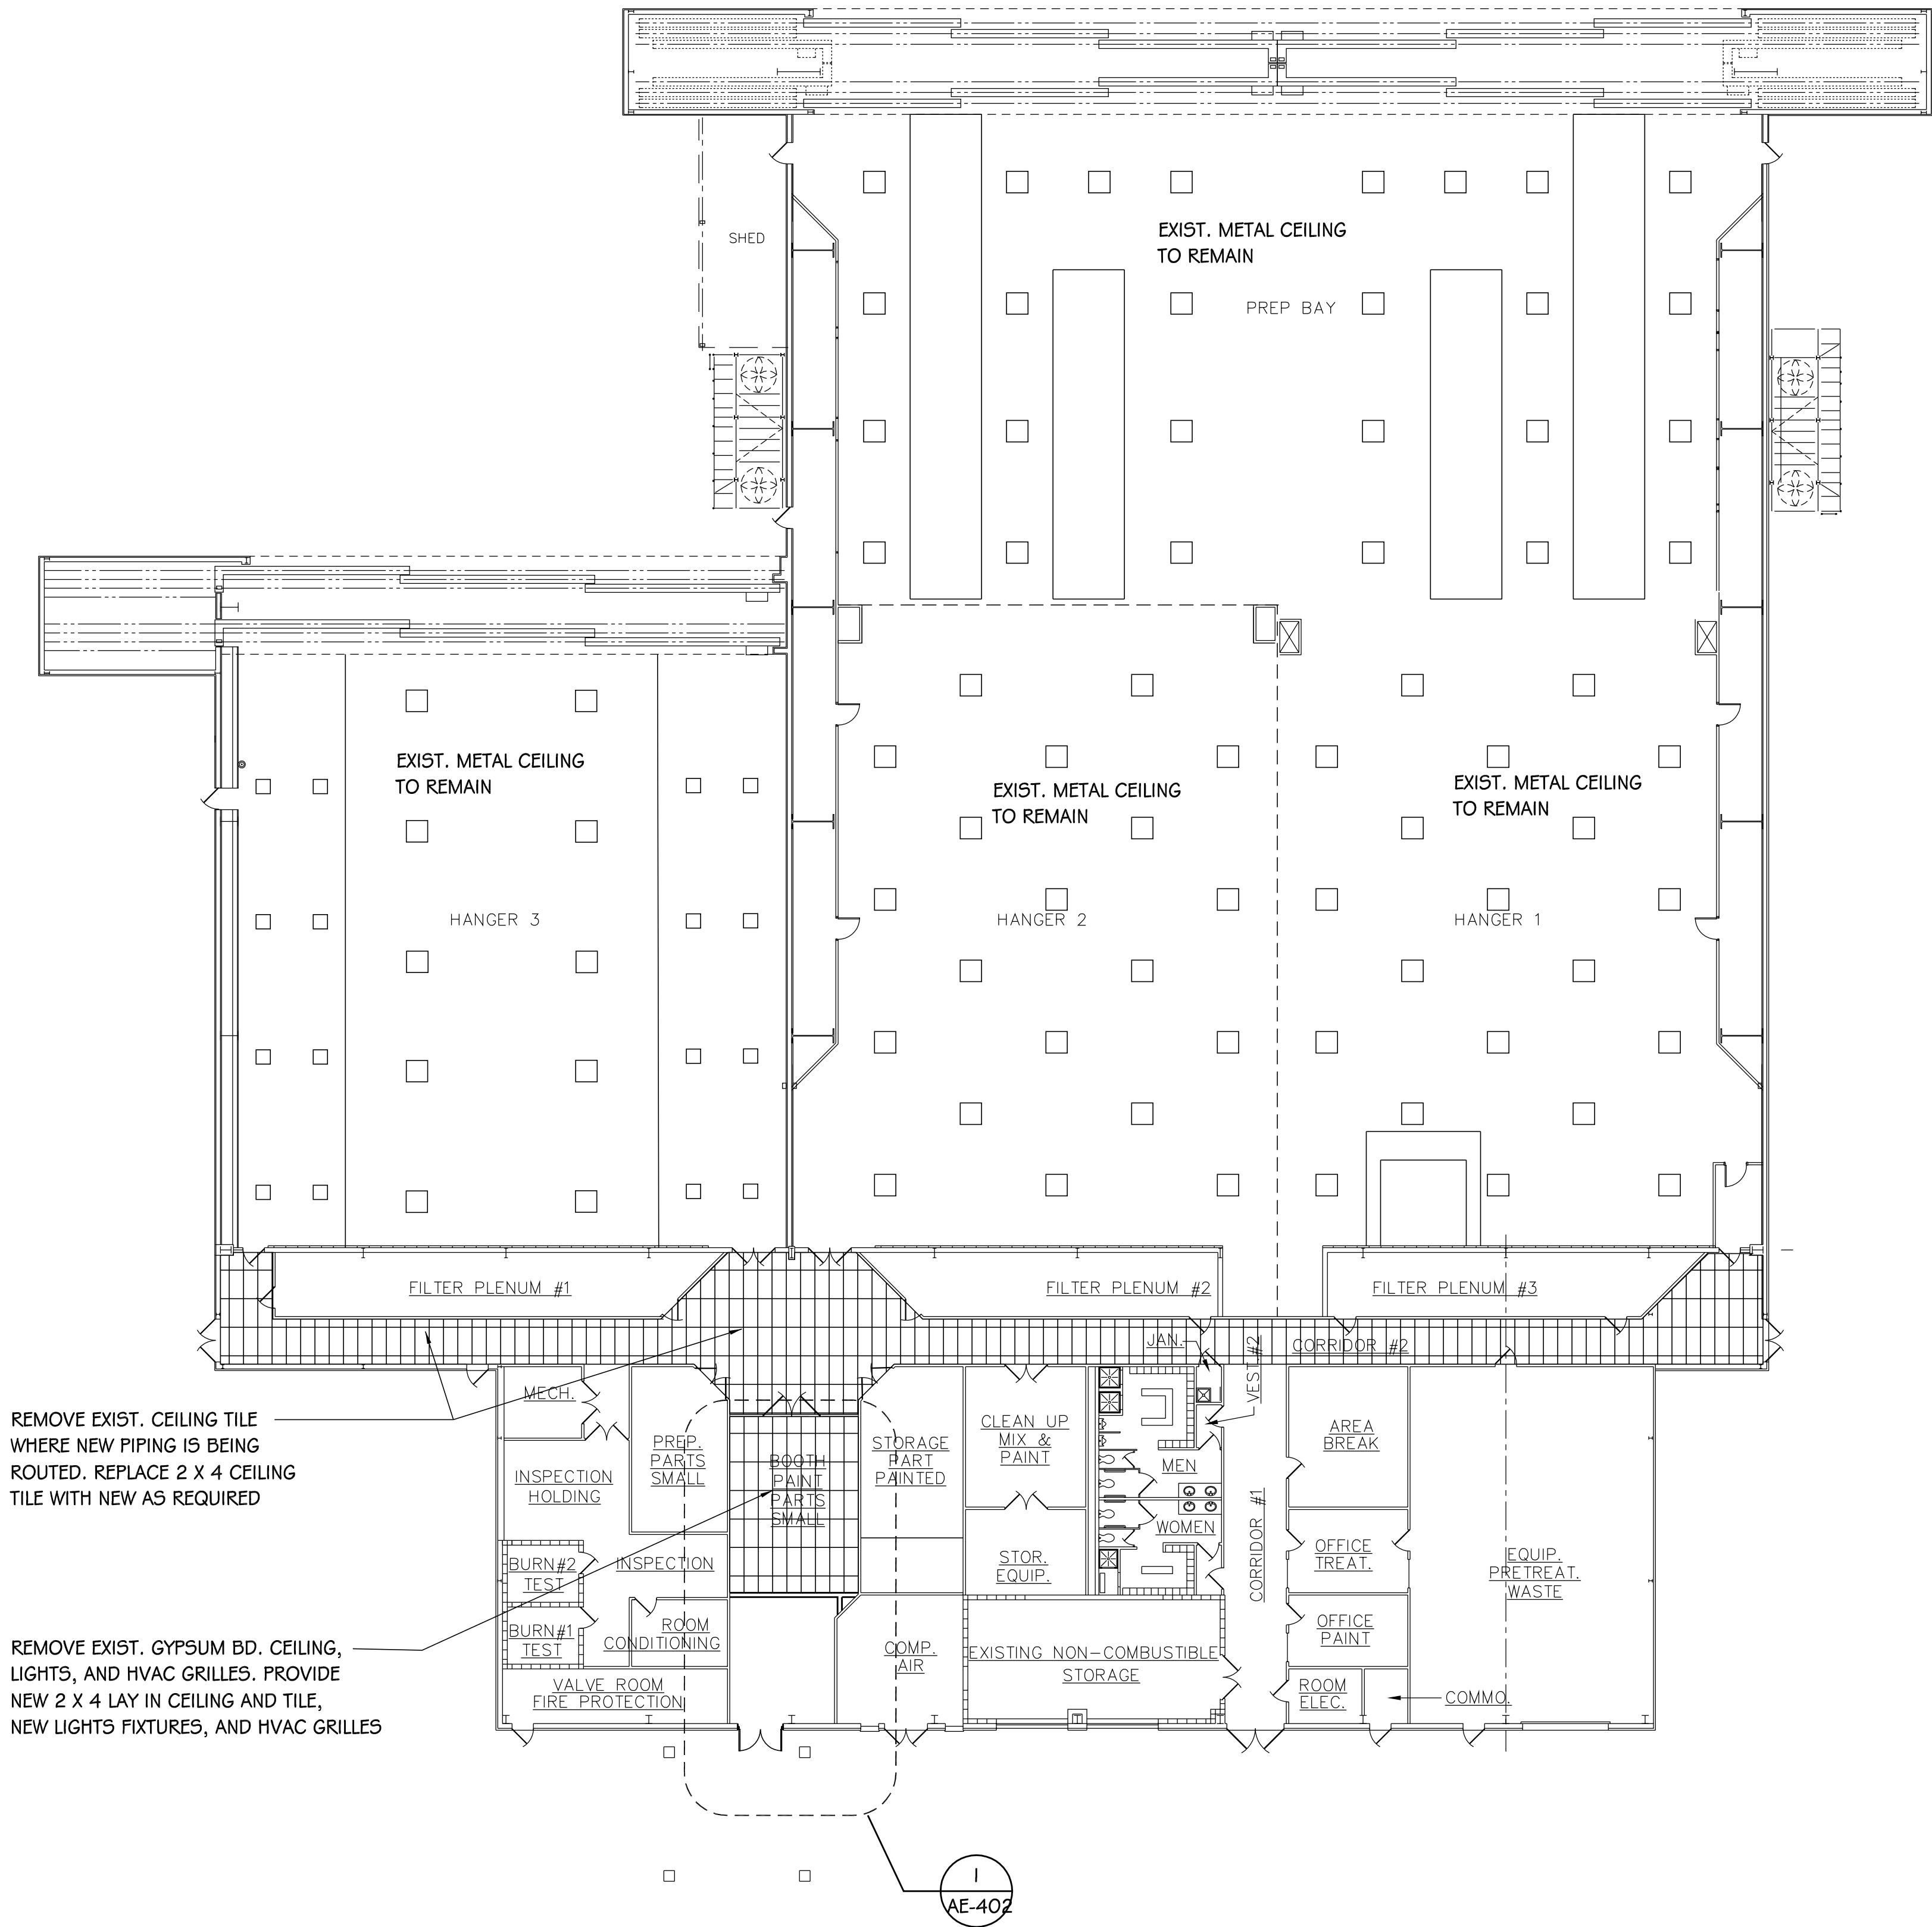 EXIST. METAL CEILING
TO REMAIN
SHED
PREP BAY
EXIST. METAL CEILING
TO REMAIN
EXIST. METAL CEILING
TO REMAIN
EXIST. METAL CEILING
TO REMAIN
HANGER 3
HANGER 2
HANGER 1
FILTER PLENUM #1
FILTER PLENUM #2
FILTER PLENUM #3
JAN.
VEST.#2
CORRIDOR #2
REMOVE EXIST. CEILING TILE
WHERE NEW PIPING IS BEING
ROUTED. REPLACE 2 X 4 CEILING
TILE WITH NEW AS REQUIRED
MECH.
PREP.
PARTS
SMALL
BOOTH
PAINT
PARTS
SMALL
STORAGE
PART
PAINTED
CLEAN UP
MIX &
PAINT
MEN
WOMEN
AREA
BREAK
INSPECTION
HOLDING
CORRIDOR #1
BURN#2
TEST
INSPECTION
STOR.
EQUIP.
OFFICE
TREAT.
EQUIP.
PRETREAT.
WASTE
BURN#1
TEST
ROOM
CONDITIONING
COMP.
AIR
EXISTING NON-COMBUSTIBLE
STORAGE
OFFICE
PAINT
VALVE ROOM
FIRE PROTECTION
ROOM
ELEC.
COMMO.
REMOVE EXIST. GYPSUM BD. CEILING,
LIGHTS, AND HVAC GRILLES. PROVIDE
NEW 2 X 4 LAY IN CEILING AND TILE,
NEW LIGHTS FIXTURES, AND HVAC GRILLES
1
AE-402